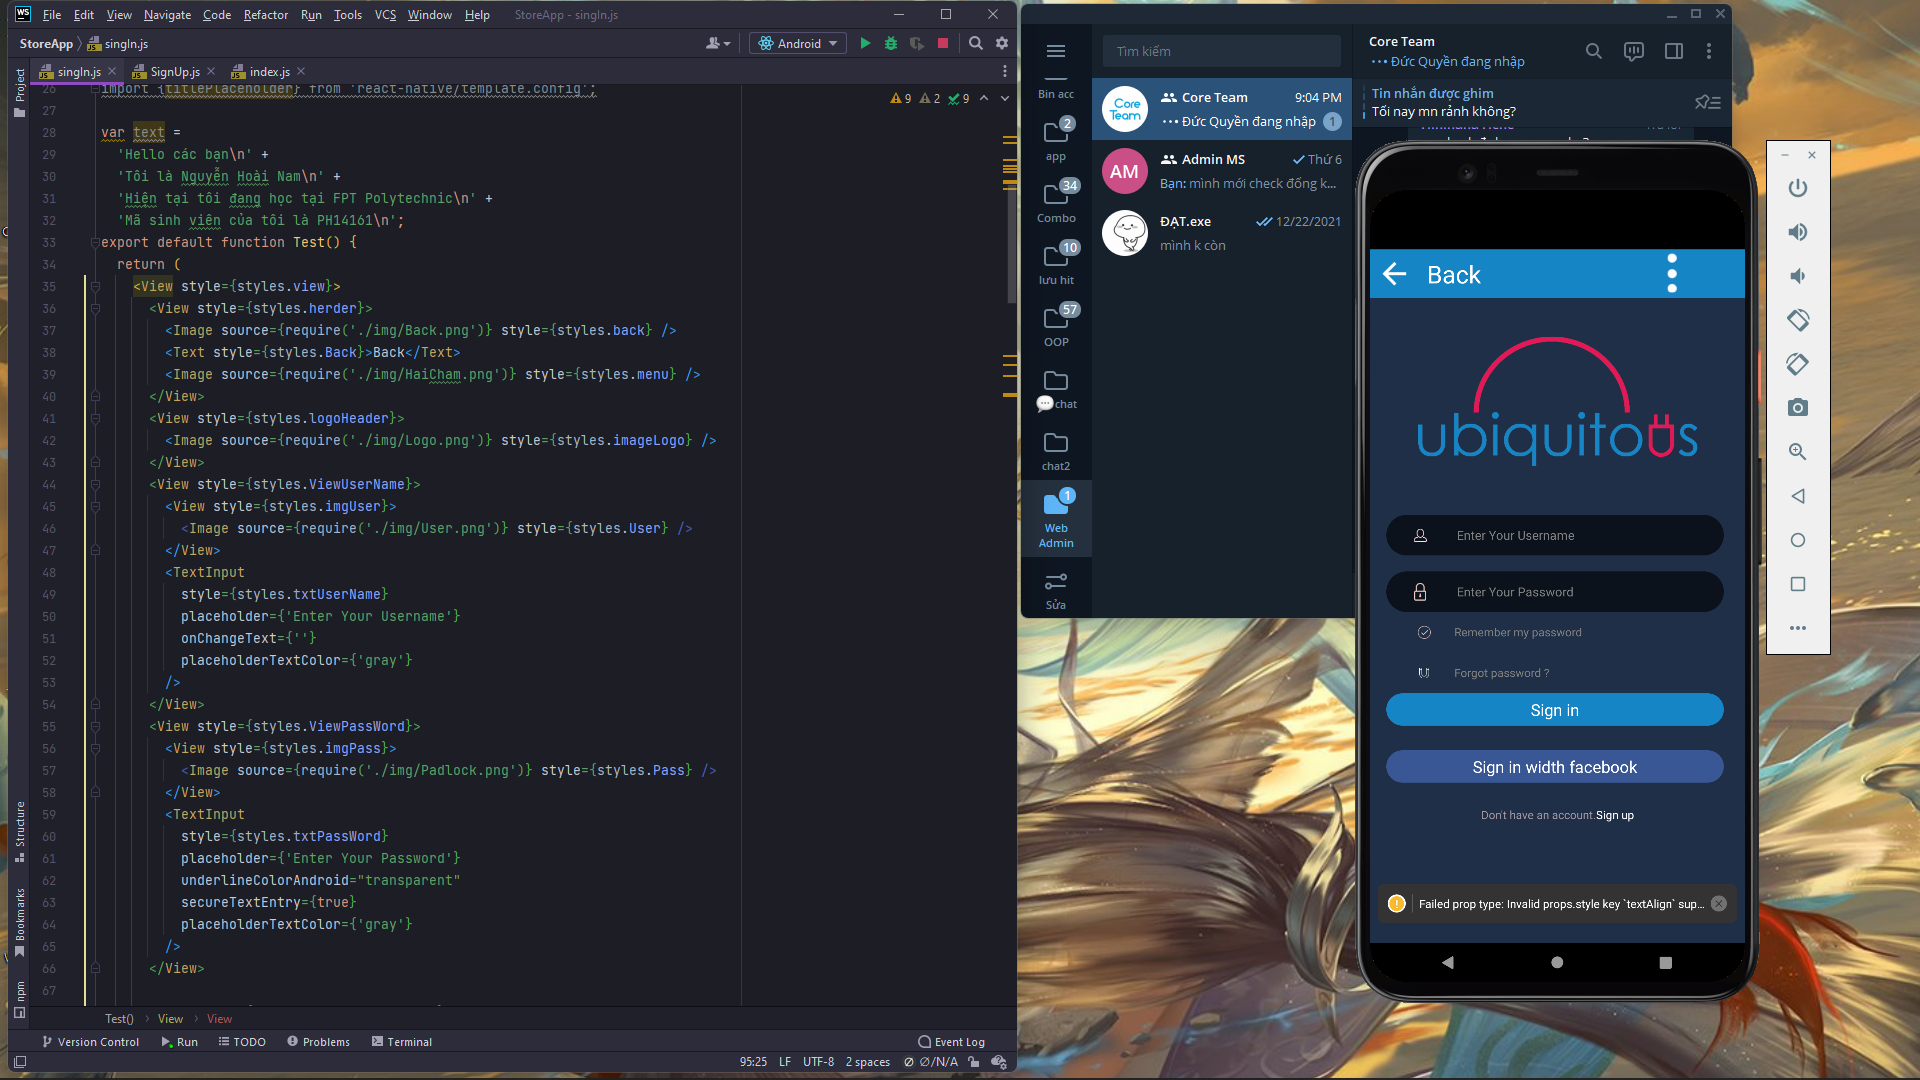 WS File Edit View Navigate Code Refactor Run Tools VCS Window Help StoreApp - singIn.js
StoreApp singIn.js
Android
singIn.js SignUp.js index.js
Project
9 2 9
26 import {titlePlaceholder} from 'react-native/template.config';
27
28 var text =
29 'Hello các bạn\n' +
30 'Tôi là Nguyễn Hoài Nam\n' +
31 'Hiện tại tôi đang học tại FPT Polytechnic\n' +
32 'Mã sinh viên của tôi là PH14161\n';
33 export default function Test() {
34 return (
35 <View style={styles.view}>
36 <View style={styles.herder}>
37 <Image source={require('./img/Back.png')} style={styles.back} />
38 <Text style={styles.Back}>Back</Text>
39 <Image source={require('./img/HaiCham.png')} style={styles.menu} />
40 </View>
41 <View style={styles.logoHeader}>
42 <Image source={require('./img/Logo.png')} style={styles.imageLogo} />
43 </View>
44 <View style={styles.ViewUserName}>
45 <View style={styles.imgUser}>
46 <Image source={require('./img/User.png')} style={styles.User} />
47 </View>
48 <TextInput
49 style={styles.txtUserName}
50 placeholder={'Enter Your Username'}
51 onChangeText={''}
52 placeholderTextColor={'gray'}
53 />
54 </View>
55 <View style={styles.ViewPassWord}>
56 <View style={styles.imgPass}>
57 <Image source={require('./img/Padlock.png')} style={styles.Pass} />
58 </View>
59 <TextInput
60 style={styles.txtPassWord}
61 placeholder={'Enter Your Password'}
62 underlineColorAndroid="transparent"
63 secureTextEntry={true}
64 placeholderTextColor={'gray'}
65 />
66 </View>
67
Structure
Bookmarks
npm
Test() View View
Version Control Run TODO Problems Terminal Event Log
95:25 LF UTF-8 2 spaces Ø/N/A
Bin acc
2
app
34
Combo
10
lưu hit
57
OOP
chat
chat2
1
Web
Admin
Sửa
Tìm kiếm
Core Team
Core Team 9:04 PM
••• Đức Quyền đang nhập 1
AM
Admin MS Thứ 6
Bạn: mình mới check đống k...
ĐẠT.exe 12/22/2021
mình k còn
Core Team
••• Đức Quyền đang nhập
Tin nhắn được ghim
Tối nay mn rảnh không?
Back
ubiquitous
Enter Your Username
Enter Your Password
Remember my password
Forgot password ?
Sign in
Sign in width facebook
Don't have an account.Sign up
! Failed prop type: Invalid props.style key `textAlign` sup...